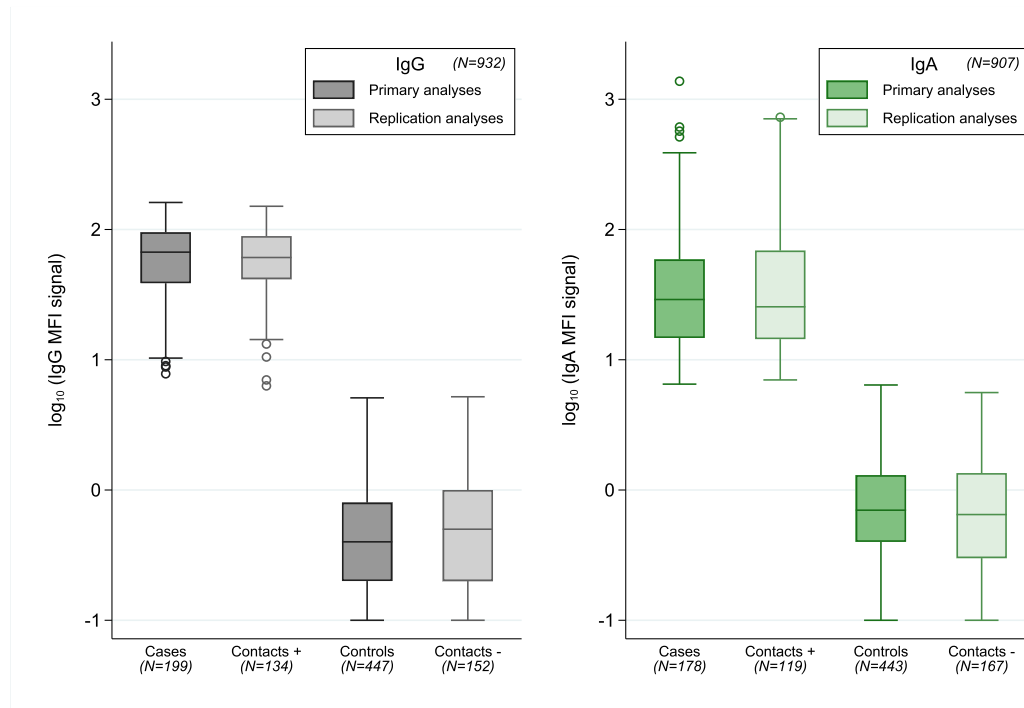 IgG (N=932)
Primary analyses
Replication analyses
3
2
1
0
-1
log₁₀ (IgG MFI signal)
Cases
(N=199)
Contacts +
(N=134)
Controls
(N=447)
Contacts -
(N=152)
IgA (N=907)
Primary analyses
Replication analyses
3
2
1
0
-1
log₁₀ (IgA MFI signal)
Cases
(N=178)
Contacts +
(N=119)
Controls
(N=443)
Contacts -
(N=167)